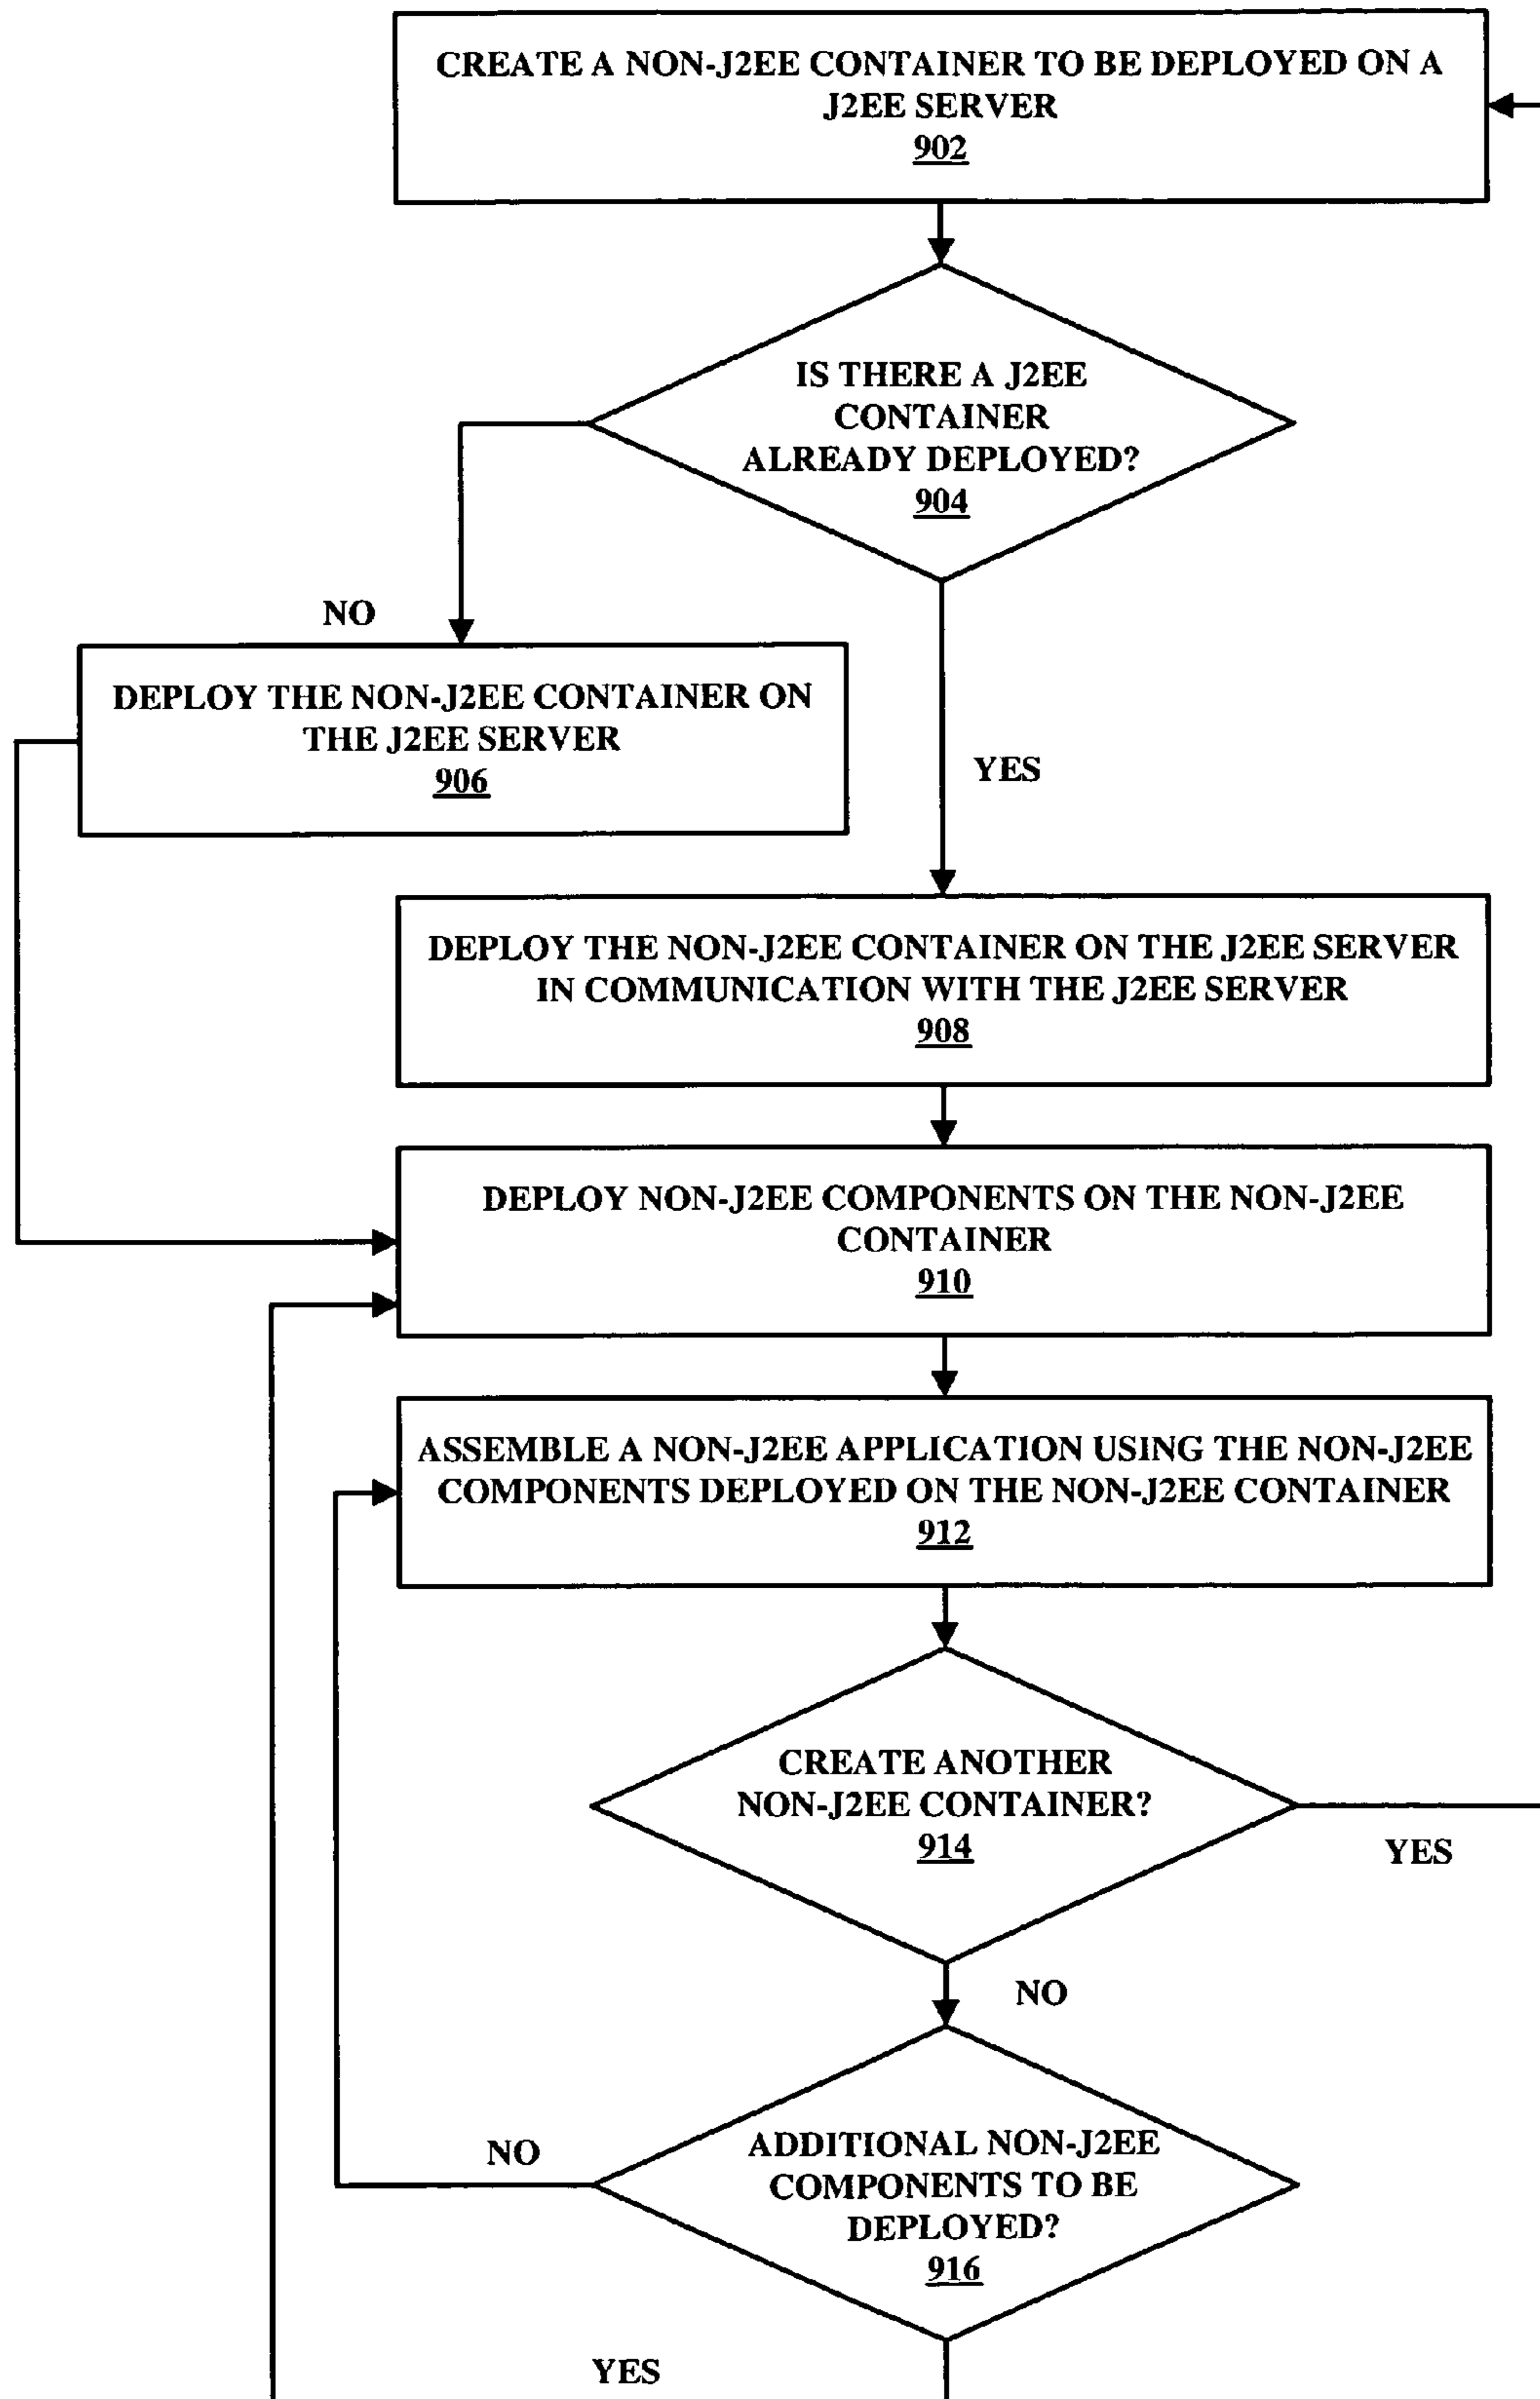 CREATE A NON-J2EE CONTAINER TO BE DEPLOYED ON A
J2EE SERVER
902
IS THERE A J2EE
CONTAINER
ALREADY DEPLOYED?
904
NO
DEPLOY THE NON-J2EE CONTAINER ON
THE J2EE SERVER
906
YES
DEPLOY THE NON-J2EE CONTAINER ON THE J2EE SERVER
IN COMMUNICATION WITH THE J2EE SERVER
908
DEPLOY NON-J2EE COMPONENTS ON THE NON-J2EE
CONTAINER
910
ASSEMBLE A NON-J2EE APPLICATION USING THE NON-J2EE
COMPONENTS DEPLOYED ON THE NON-J2EE CONTAINER
912
CREATE ANOTHER
NON-J2EE CONTAINER?
914
YES
NO
NO
ADDITIONAL NON-J2EE
COMPONENTS TO BE
DEPLOYED?
916
YES